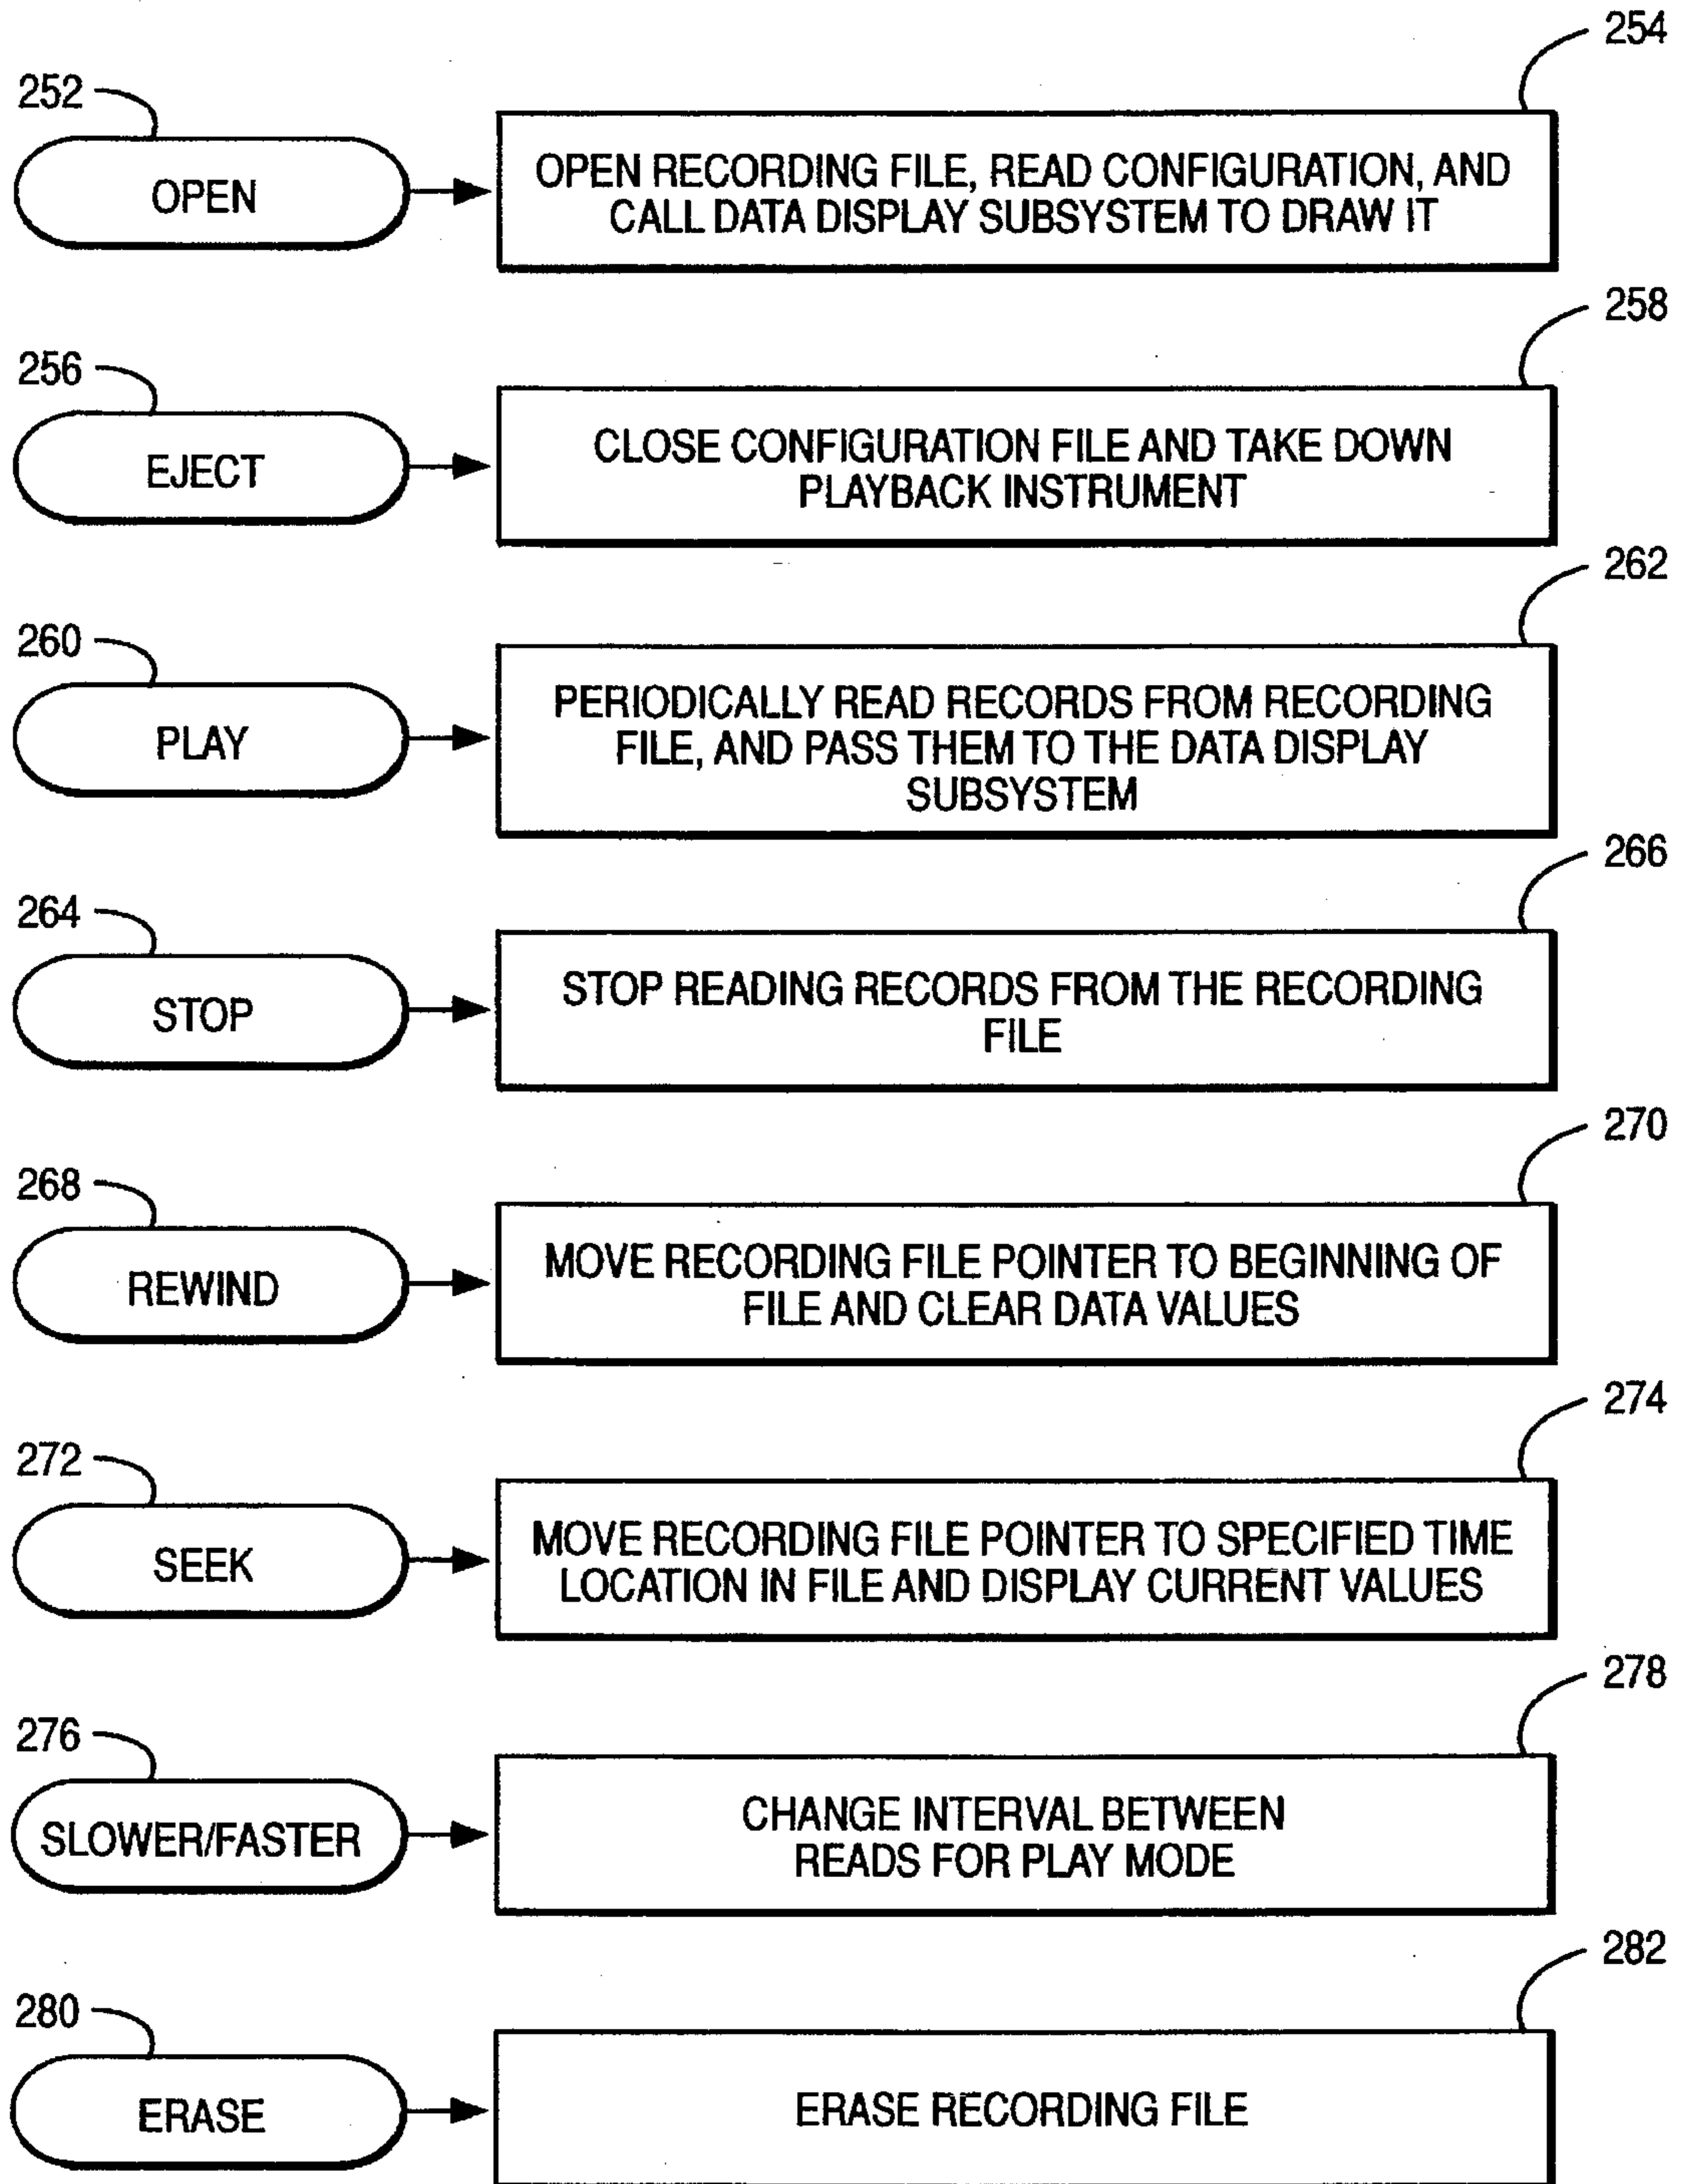 254
252
OPEN
OPEN RECORDING FILE, READ CONFIGURATION, AND
CALL DATA DISPLAY SUBSYSTEM TO DRAW IT
258
256
EJECT
CLOSE CONFIGURATION FILE AND TAKE DOWN
PLAYBACK INSTRUMENT
262
260
PLAY
PERIODICALLY READ RECORDS FROM RECORDING
FILE, AND PASS THEM TO THE DATA DISPLAY
SUBSYSTEM
266
264
STOP
STOP READING RECORDS FROM THE RECORDING
FILE
270
268
REWIND
MOVE RECORDING FILE POINTER TO BEGINNING OF
FILE AND CLEAR DATA VALUES
274
272
SEEK
MOVE RECORDING FILE POINTER TO SPECIFIED TIME
LOCATION IN FILE AND DISPLAY CURRENT VALUES
278
276
SLOWER/FASTER
CHANGE INTERVAL BETWEEN
READS FOR PLAY MODE
282
280
ERASE
ERASE RECORDING FILE